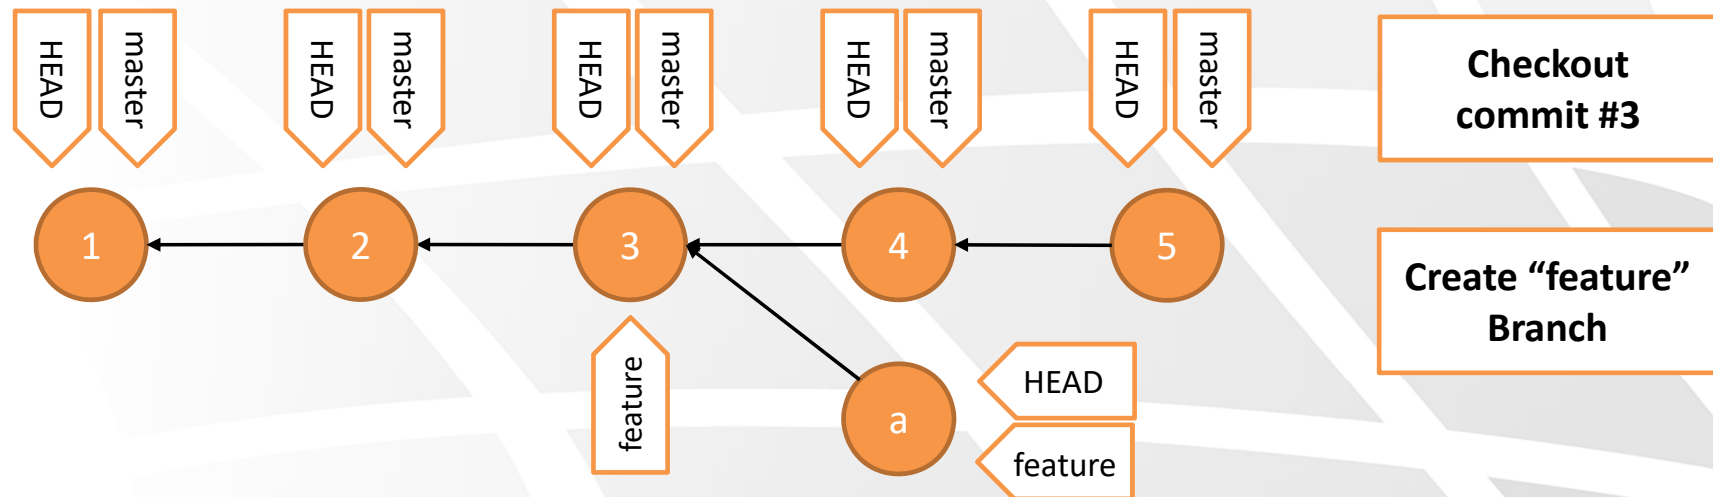 HEAD
master
HEAD
master
HEAD
master
HEAD
master
HEAD
master
Checkout
commit #3
1
2
3
4
5
Create “feature”
Branch
feature
a
HEAD
feature